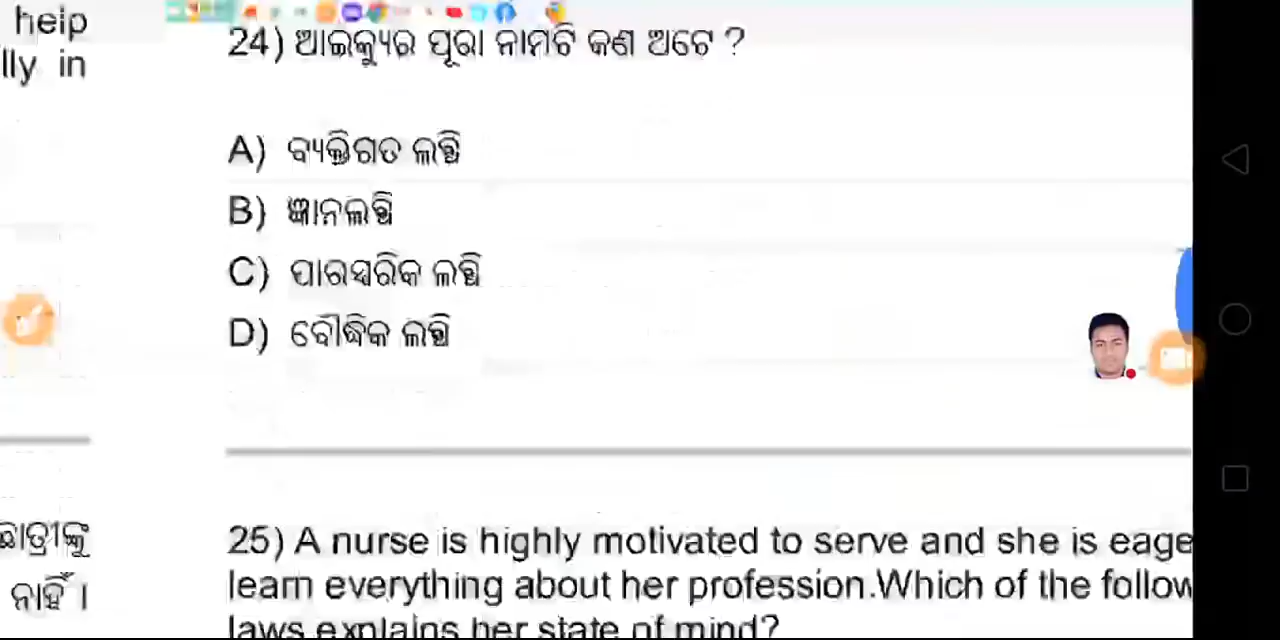 help
lly in
24) ଆଇକ୍ୟୁର ପୂରା ନାମଟି କଣ ଅଟେ ?
A) ବ୍ୟକ୍ତିଗତ ଲବ୍ଧି
B) ଜ୍ଞାନଲବ୍ଧି
C) ପାରସ୍ପରିକ ଲବ୍ଧି
D) ବୌଦ୍ଧିକ ଲବ୍ଧି
ଛାତ୍ରୀଙ୍କୁ
ନାହିଁ ।
25) A nurse is highly motivated to serve and she is eage
learn everything about her profession.Which of the follow
laws explains her state of mind?